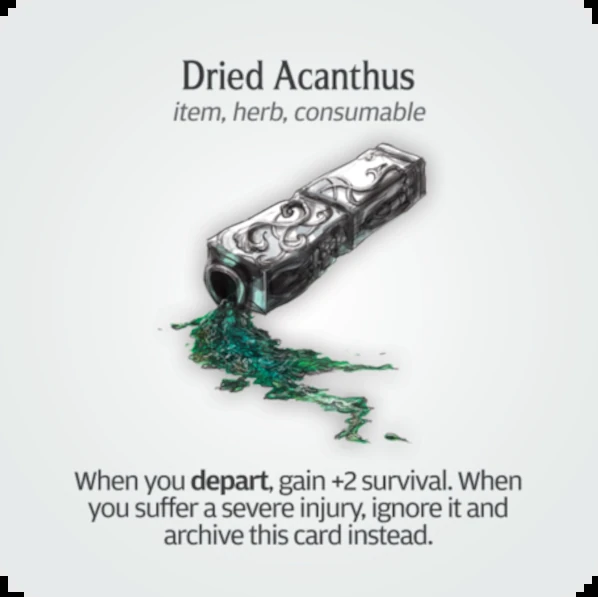 Dried Acanthus
item, herb, consumable
When you depart, gain +2 survival. When
you suffer a severe injury, ignore it and
archive this card instead.